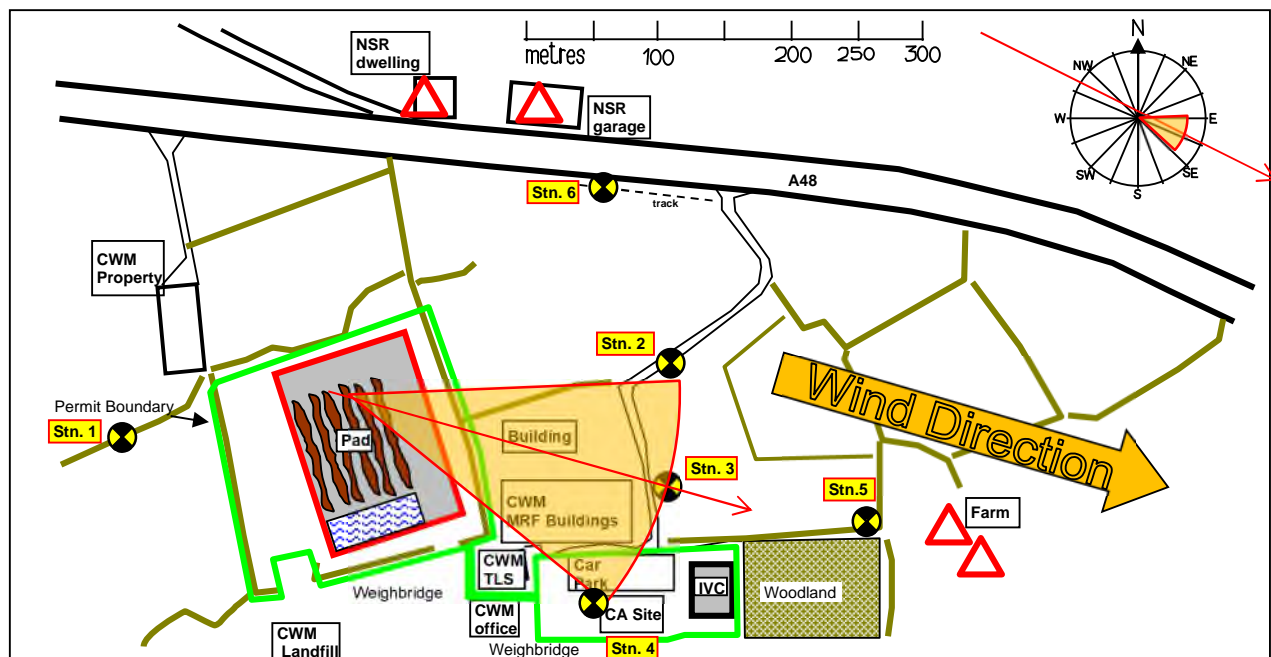 NSR
dwelling
metres 100 200 300
N
NW NE
W E
SW SE
S
NSR
garage
A48
Stn. 6
track
CWM
Property
Stn. 2
Permit Boundary
Stn. 1
Pad
Building
Wind Direction
Stn. 3
CWM
MRF Buildings
Stn.5
Farm
CWM
TLS
Car
Park
IVC
Woodland
Weighbridge
CWM
office
CA Site
CWM
Landfill
Weighbridge
Stn. 4